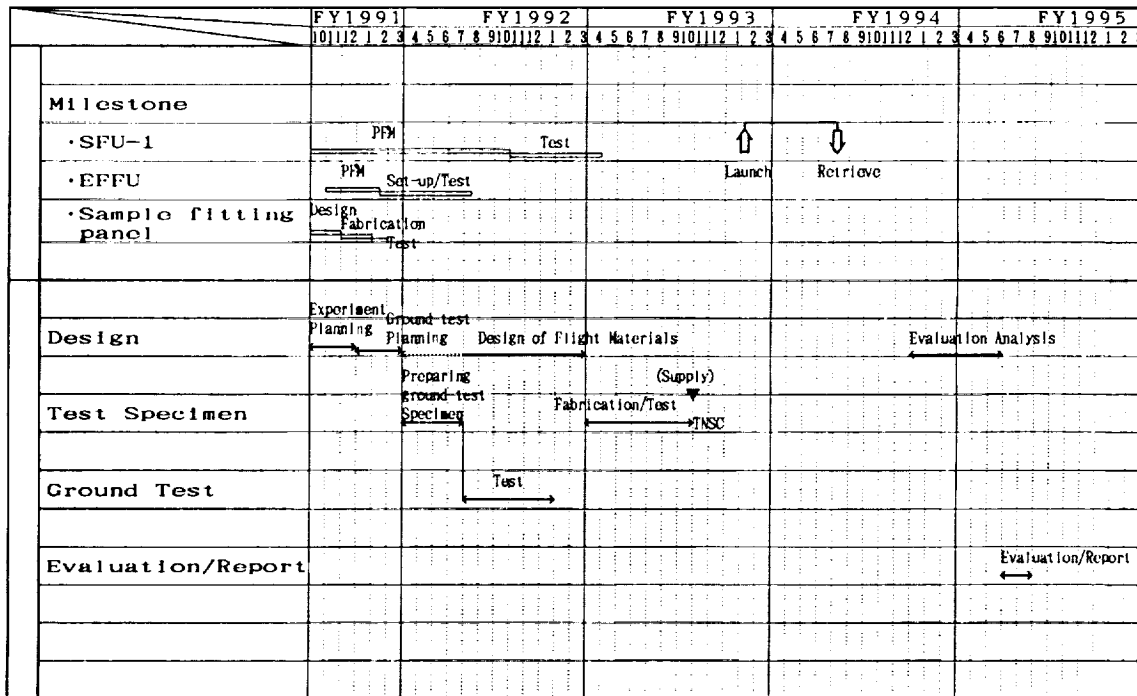 FY1991 FY1992 FY1993 FY1994 FY1995
10 11 12 1 2 3 4 5 6 7 8 9 10 11 12 1 2 3 4 5 6 7 8 9 10 11 12 1 2 3 4 5 6 7 8 9 10 11 12 1 2 3 4 5 6 7 8 9 10 11 12 1 2
Milestone
·SFU-1
PFM
Test
Launch
Retrieve
·EFFU
PFM
Set-up/Test
·Sample fitting
panel
Design
Fabrication
Test
Design
Experiment
Planning
Ground test
Planning
Design of Flight Materials
Evaluation Analysis
Test Specimen
Preparing
ground test
Specimen
Fabrication/Test
(Supply)
TNSC
Ground Test
Test
Evaluation/Report
Evaluation/Report